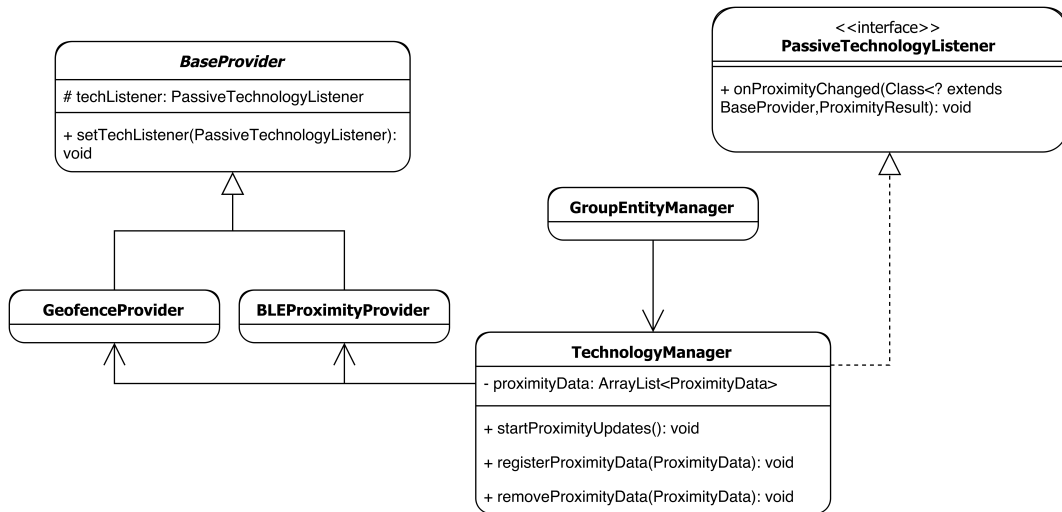 <<interface>>
PassiveTechnologyListener
+ onProximityChanged(Class<? extends
BaseProvider,ProximityResult): void
BaseProvider
# techListener: PassiveTechnologyListener
+ setTechListener(PassiveTechnologyListener):
void
GroupEntityManager
GeofenceProvider
BLEProximityProvider
TechnologyManager
- proximityData: ArrayList<ProximityData>
+ startProximityUpdates(): void
+ registerProximityData(ProximityData): void
+ removeProximityData(ProximityData): void